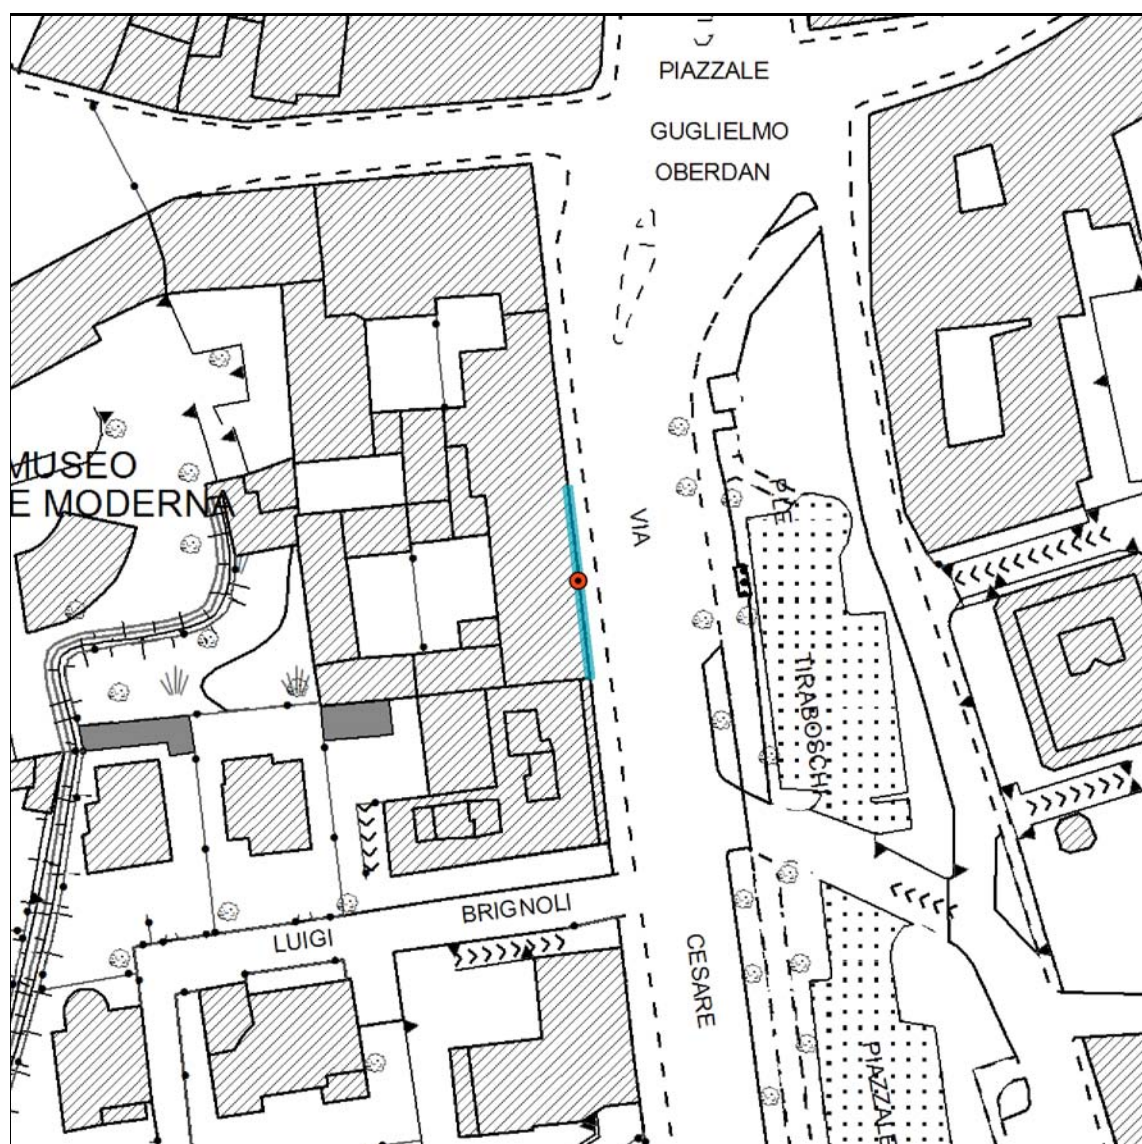 PIAZZALE
GUGLIELMO
OBERDAN
MUSEO
E MODERNA
VIA
TIRABOSCHI
BRIGNOLI
LUIGI
CESARE
PIAZZALE